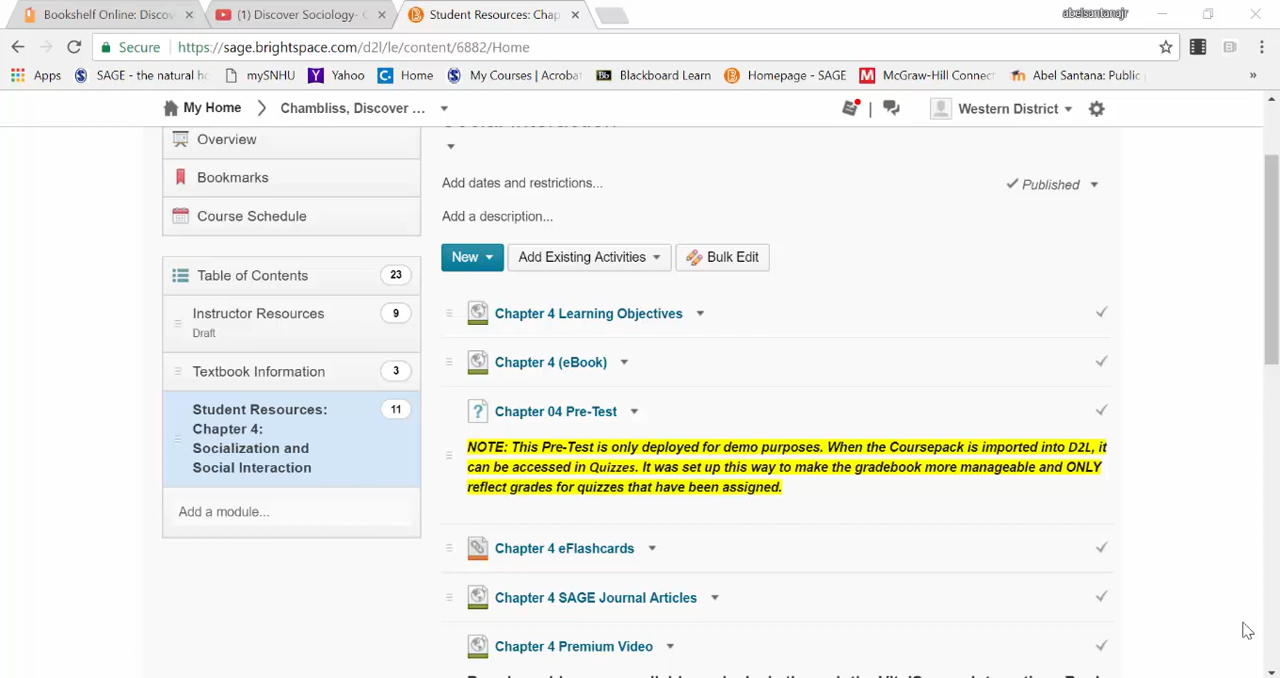 Bookshelf Online: Discov
(1) Discover Sociology-
Student Resources: Chap
abelsantanajr
Secure
https://sage.brightspace.com/d2l/le/content/6882/Home
Apps
SAGE - the natural ho
mySNHU
Yahoo
Home
My Courses | Acrobat
Blackboard Learn
Homepage - SAGE
McGraw-Hill Connect
Abel Santana: Public
»
My Home
Chambliss, Discover ...
Western District
Overview
Bookmarks
Course Schedule
Table of Contents
23
Instructor Resources
9
Draft
Textbook Information
3
Student Resources:
11
Chapter 4:
Socialization and
Social Interaction
Add a module...
Add dates and restrictions...
Published
Add a description...
New
Add Existing Activities
Bulk Edit
Chapter 4 Learning Objectives
Chapter 4 (eBook)
Chapter 04 Pre-Test
NOTE: This Pre-Test is only deployed for demo purposes. When the Coursepack is imported into D2L, it
can be accessed in Quizzes. It was set up this way to make the gradebook more manageable and ONLY
reflect grades for quizzes that have been assigned.
Chapter 4 eFlashcards
Chapter 4 SAGE Journal Articles
Chapter 4 Premium Video